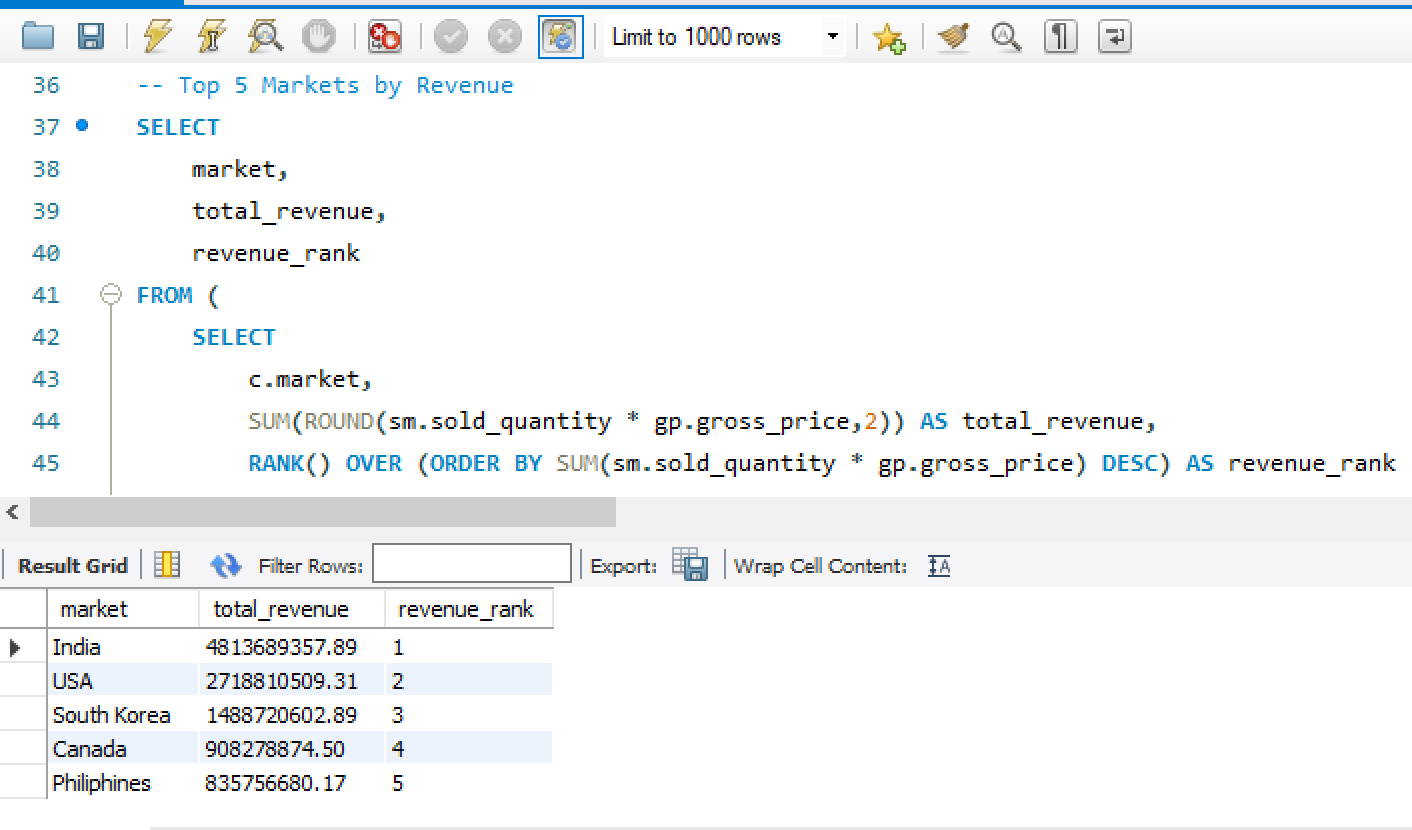 Limit to 1000 rows
36 -- Top 5 Markets by Revenue
37 SELECT
38 market,
39 total_revenue,
40 revenue_rank
41 FROM (
42 SELECT
43 c.market,
44 SUM(ROUND(sm.sold_quantity * gp.gross_price,2)) AS total_revenue,
45 RANK() OVER (ORDER BY SUM(sm.sold_quantity * gp.gross_price) DESC) AS revenue_rank
Result Grid Filter Rows: Export: Wrap Cell Content:
market total_revenue revenue_rank
India 4813689357.89 1
USA 2718810509.31 2
South Korea 1488720602.89 3
Canada 908278874.50 4
Philiphines 835756680.17 5